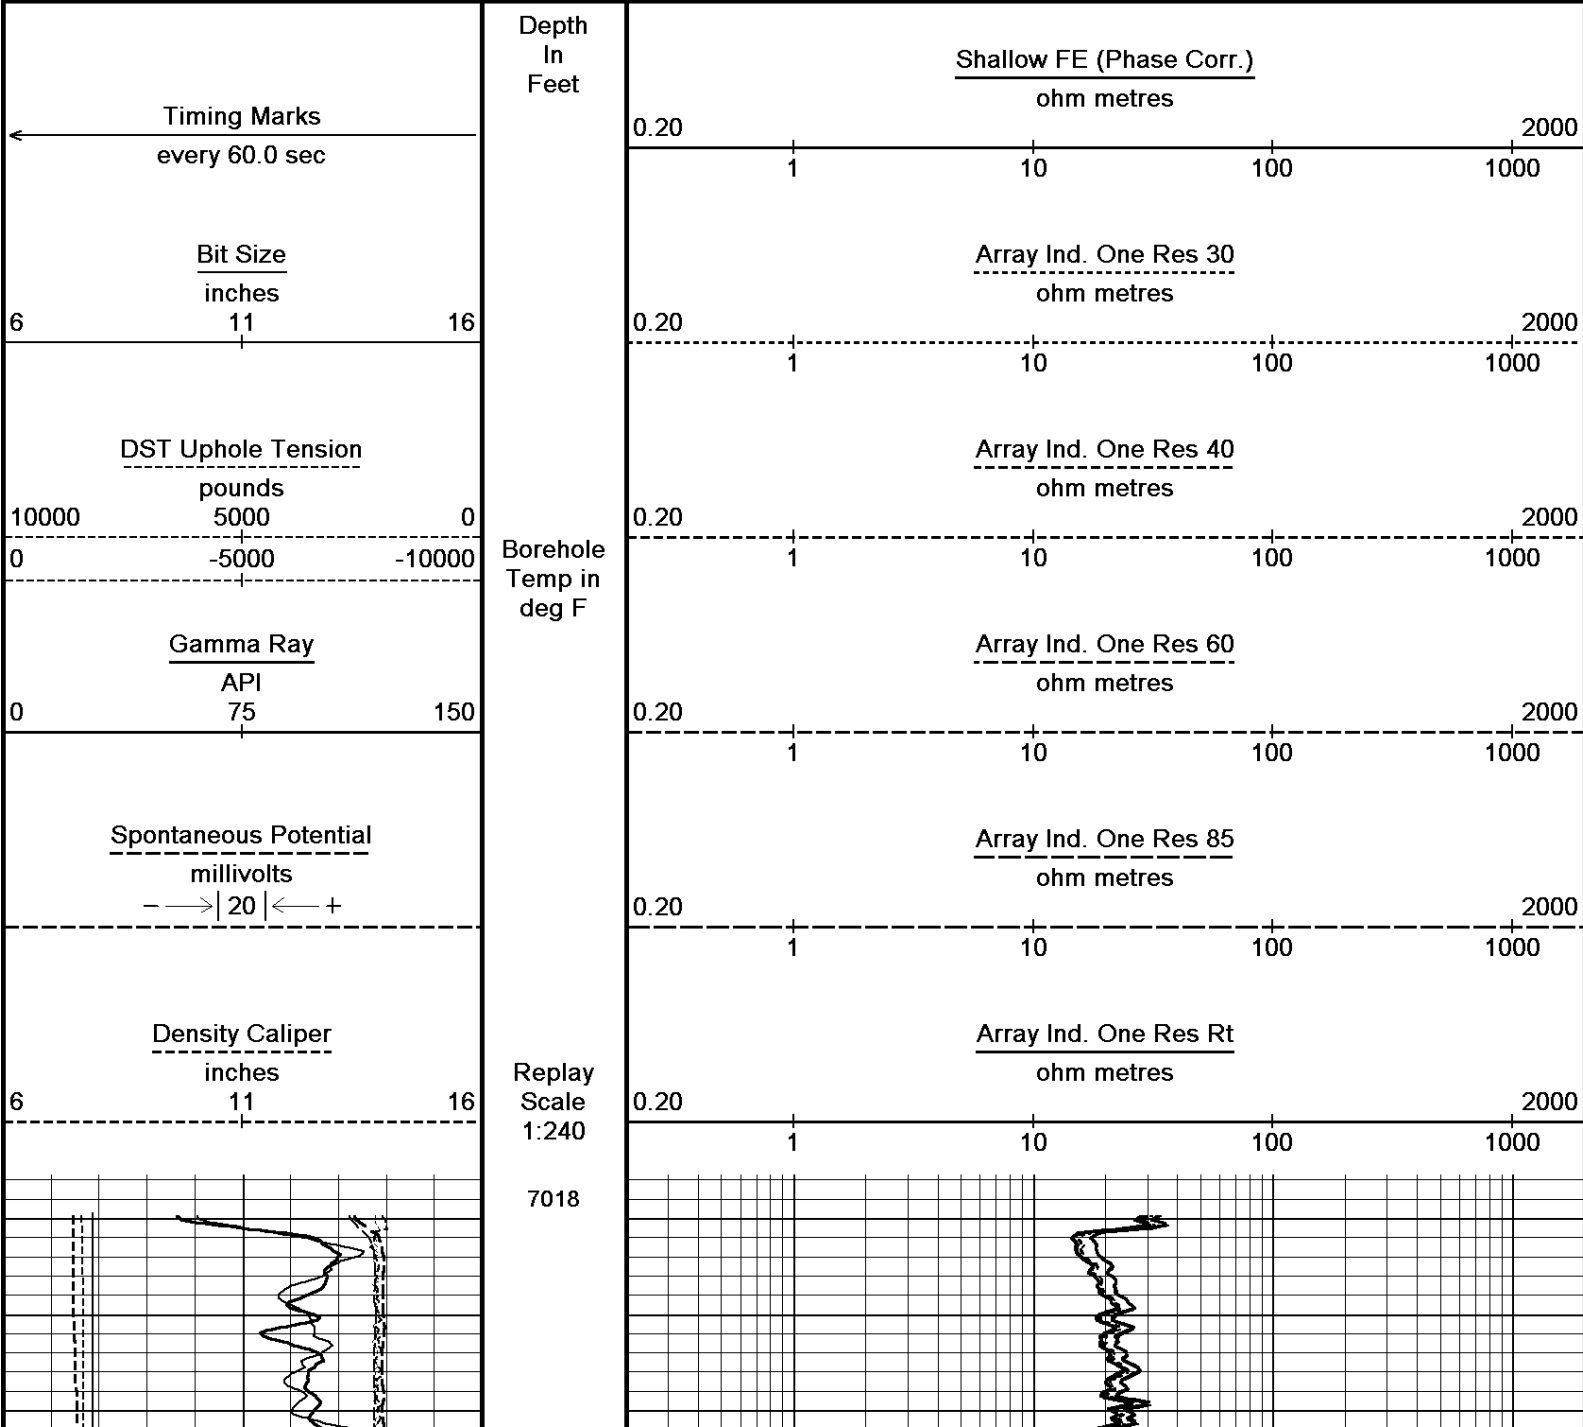 Timing Marks
every 60.0 sec
Bit Size
inches
6 11 16
DST Uphole Tension
pounds
10000 5000 0
0 -5000 -10000
Gamma Ray
API
0 75 150
Spontaneous Potential
millivolts
− 20 +
Density Caliper
inches
6 11 16
Depth
In
Feet
Borehole
Temp in
deg F
Replay
Scale
1:240
7018
Shallow FE (Phase Corr.)
ohm metres
0.20 2000
1 10 100 1000
Array Ind. One Res 30
ohm metres
0.20 2000
1 10 100 1000
Array Ind. One Res 40
ohm metres
0.20 2000
1 10 100 1000
Array Ind. One Res 60
ohm metres
0.20 2000
1 10 100 1000
Array Ind. One Res 85
ohm metres
0.20 2000
1 10 100 1000
Array Ind. One Res Rt
ohm metres
0.20 2000
1 10 100 1000